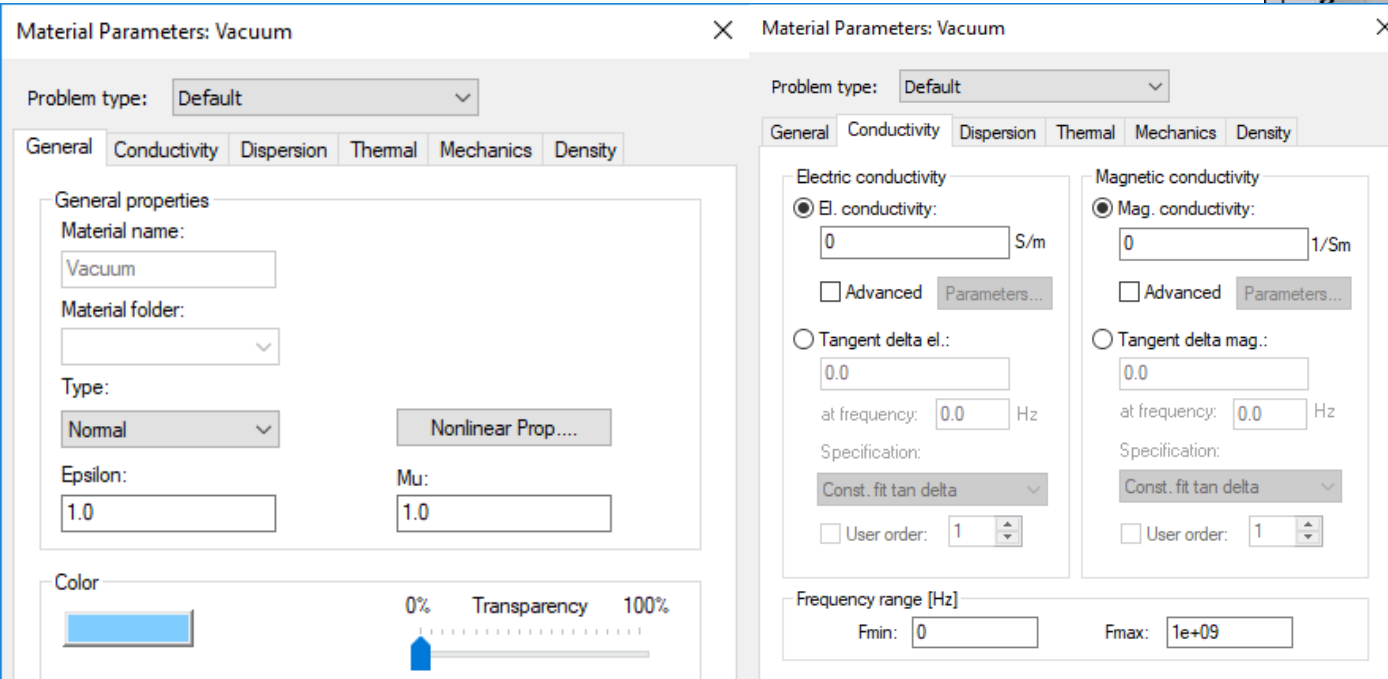 Material Parameters: Vacuum
Problem type: Default
General Conductivity Dispersion Thermal Mechanics Density
General properties
Material name:
Vacuum
Material folder:
Type:
Normal Nonlinear Prop....
Epsilon: Mu:
1.0 1.0
Color
0% Transparency 100%
Material Parameters: Vacuum
Problem type: Default
General Conductivity Dispersion Thermal Mechanics Density
Electric conductivity
El. conductivity:
0 S/m
Advanced Parameters...
Tangent delta el.:
0.0
at frequency: 0.0 Hz
Specification:
Const. fit tan delta
User order: 1
Magnetic conductivity
Mag. conductivity:
0 1/Sm
Advanced Parameters...
Tangent delta mag.:
0.0
at frequency: 0.0 Hz
Specification:
Const. fit tan delta
User order: 1
Frequency range [Hz]
Fmin: 0 Fmax: 1e+09